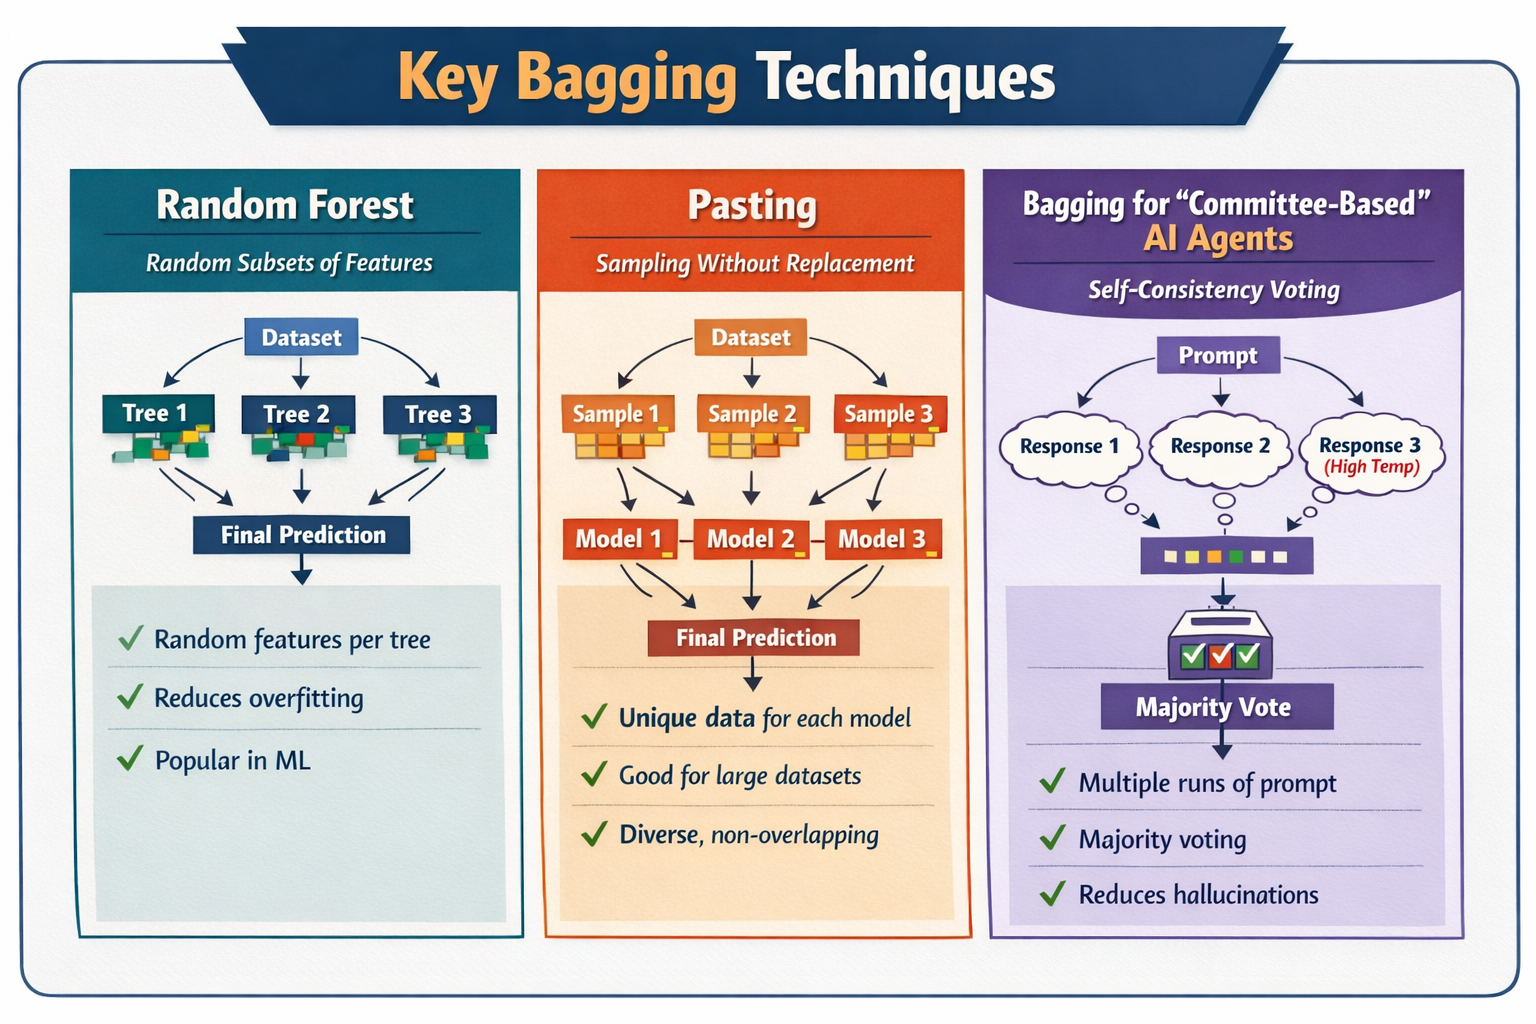 Key Bagging Techniques
Random Forest
Random Subsets of Features
Dataset
Tree 1
Tree 2
Tree 3
Final Prediction
Random features per tree
Reduces overfitting
Popular in ML
Pasting
Sampling Without Replacement
Dataset
Sample 1
Sample 2
Sample 3
Model 1
Model 2
Model 3
Final Prediction
Unique data for each model
Good for large datasets
Diverse, non-overlapping
Bagging for “Committee-Based”
AI Agents
Self-Consistency Voting
Prompt
Response 1
Response 2
Response 3
(High Temp)
Majority Vote
Multiple runs of prompt
Majority voting
Reduces hallucinations